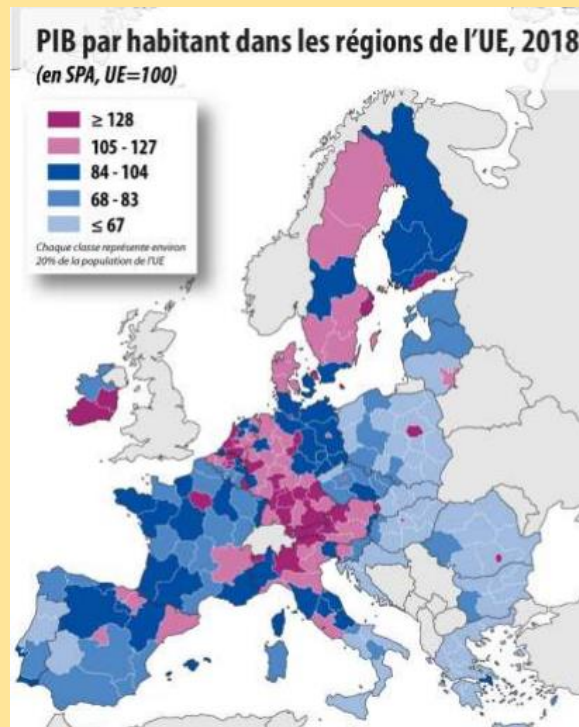 PIB par habitant dans les régions de l'UE, 2018
(en SPA, UE=100)
≥ 128
105 - 127
84 - 104
68 - 83
≤ 67
Chaque classe représente environ
20% de la population de l'UE